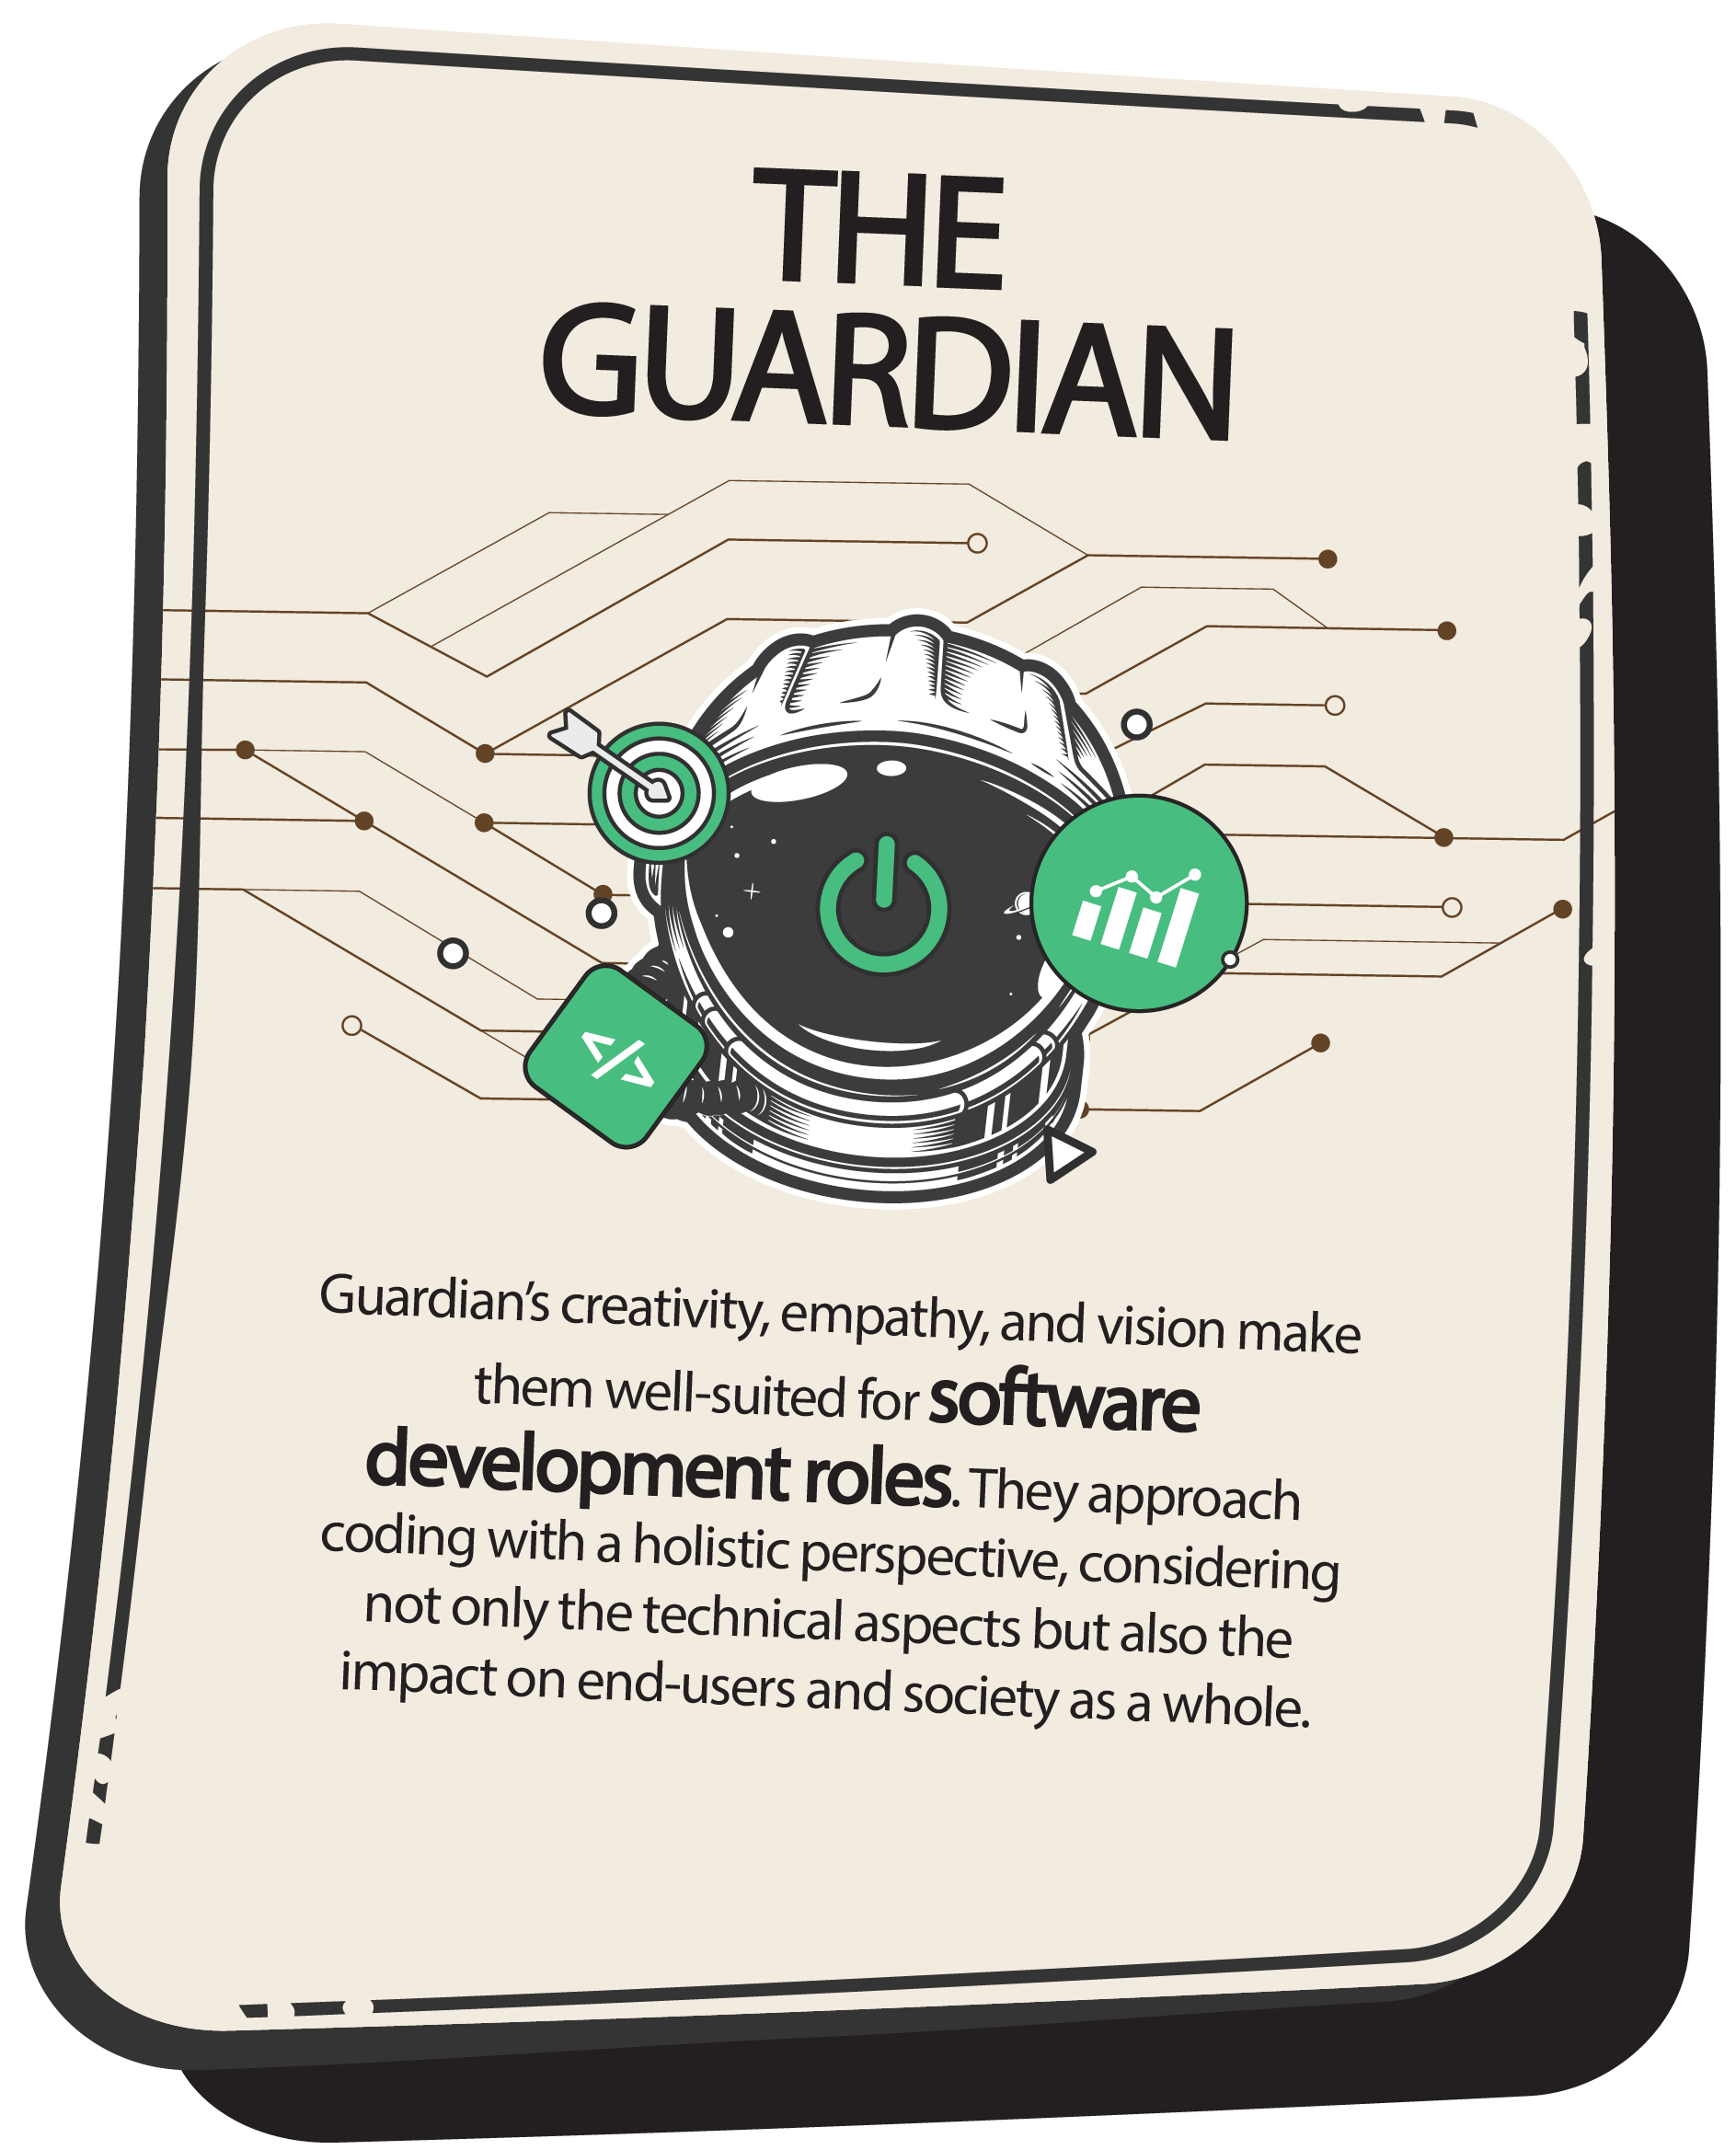 THE
GUARDIAN
</>
Guardian’s creativity, empathy, and vision make
them well-suited for software
development roles. They approach
coding with a holistic perspective, considering
not only the technical aspects but also the
impact on end-users and society as a whole.